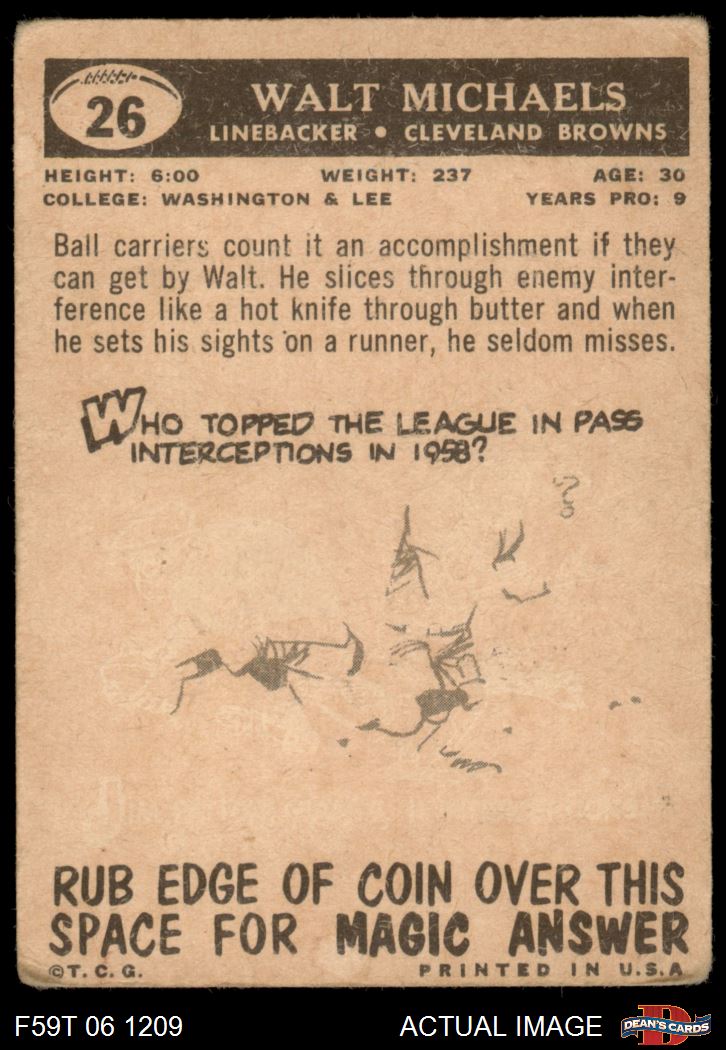 26
WALT MICHAELS
LINEBACKER • CLEVELAND BROWNS
HEIGHT: 6:00 WEIGHT: 237 AGE: 30
COLLEGE: WASHINGTON & LEE YEARS PRO: 9
Ball carriers count it an accomplishment if they
can get by Walt. He slices through enemy inter-
ference like a hot knife through butter and when
he sets his sights on a runner, he seldom misses.
WHO TOPPED THE LEAGUE IN PASS
INTERCEPTIONS IN 1958?
RUB EDGE OF COIN OVER THIS
SPACE FOR MAGIC ANSWER
©T. C. G. PRINTED IN U.S.A
F59T 06 1209 ACTUAL IMAGE
D
DEAN'S CARDS